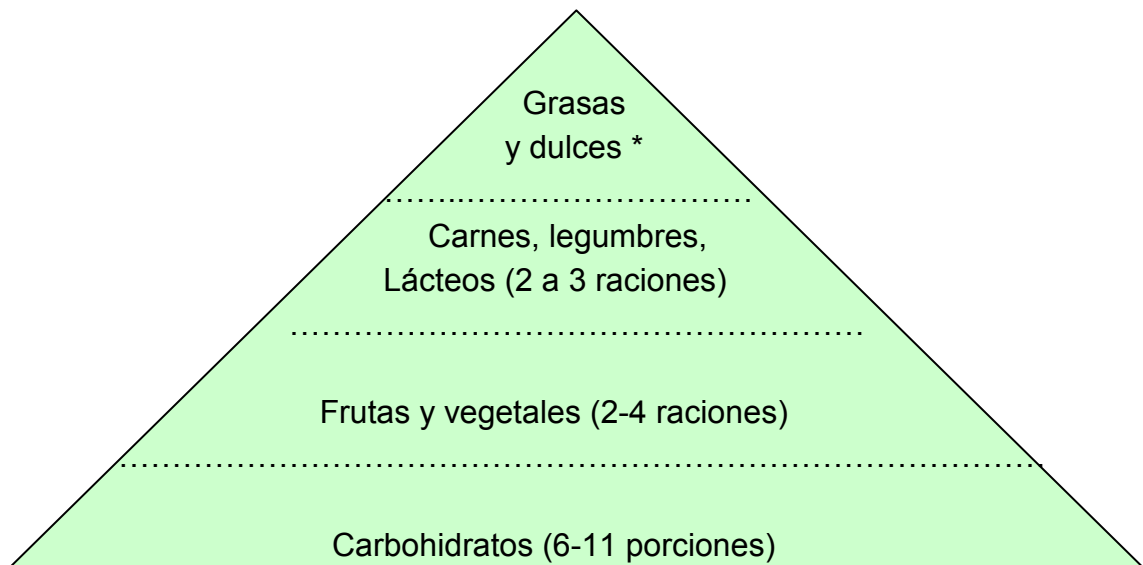 Grasas
y dulces *
Carnes, legumbres,
Lácteos (2 a 3 raciones)
Frutas y vegetales (2-4 raciones)
Carbohidratos (6-11 porciones)